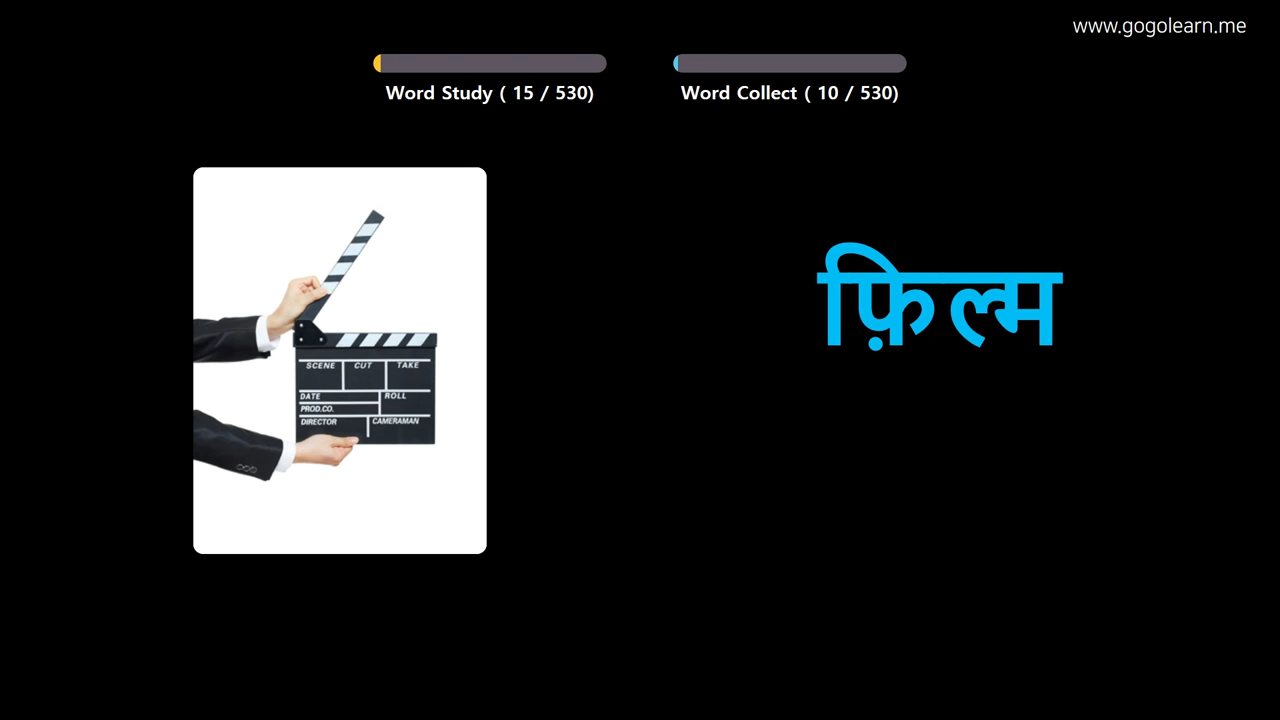 www.gogolearn.me
Word Study ( 15 / 530)
Word Collect ( 10 / 530)
फ़िल्म
SCENE CUT TAKE
DATE ROLL
PROD.CO.
DIRECTOR CAMERAMAN